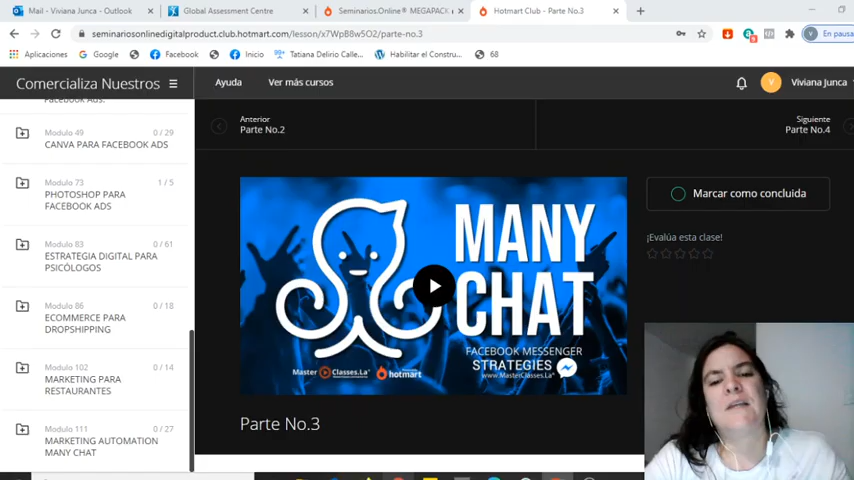 Mail - Viviana Junca - Outlook
Global Assessment Centre
Seminarios.Online® MEGAPACK
Hotmart Club - Parte No.3
seminariosonlinedigitalproduct.club.hotmart.com/lesson/x7WpB8w5O2/parte-no.3
En pausa
Aplicaciones
Google
Facebook
Inicio
Tatiana Delirio Calle...
Habilitar el Constru...
68
Comercializa Nuestros
Ayuda
Ver más cursos
V
Viviana Junca
Facebook Ads.
Modulo 49
0 / 29
CANVA PARA FACEBOOK ADS
Modulo 73
1 / 5
PHOTOSHOP PARA
FACEBOOK ADS
Modulo 83
0 / 61
ESTRATEGIA DIGITAL PARA
PSICÓLOGOS
Modulo 86
0 / 18
ECOMMERCE PARA
DROPSHIPPING
Modulo 102
0 / 14
MARKETING PARA
RESTAURANTES
Modulo 111
0 / 27
MARKETING AUTOMATION
MANY CHAT
Anterior
Parte No.2
Siguiente
Parte No.4
MANY
CHAT
FACEBOOK MESSENGER
STRATEGIES
www.MasterClasses.La®
Master Classes.La®
hotmart
Parte No.3
Marcar como concluida
¡Evalúa esta clase!